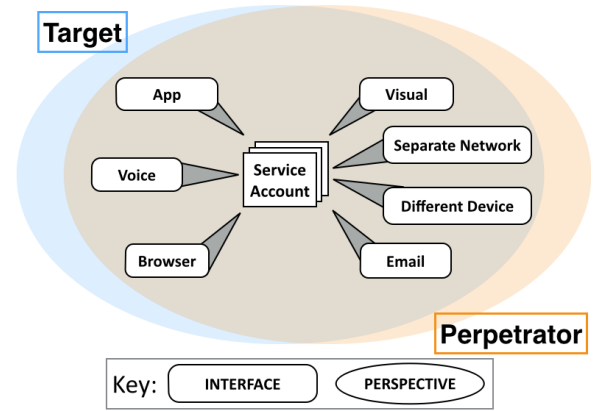 Target
App
Visual
Separate Network
Voice
Service
Account
Different Device
Browser
Email
Perpetrator
Key: INTERFACE PERSPECTIVE